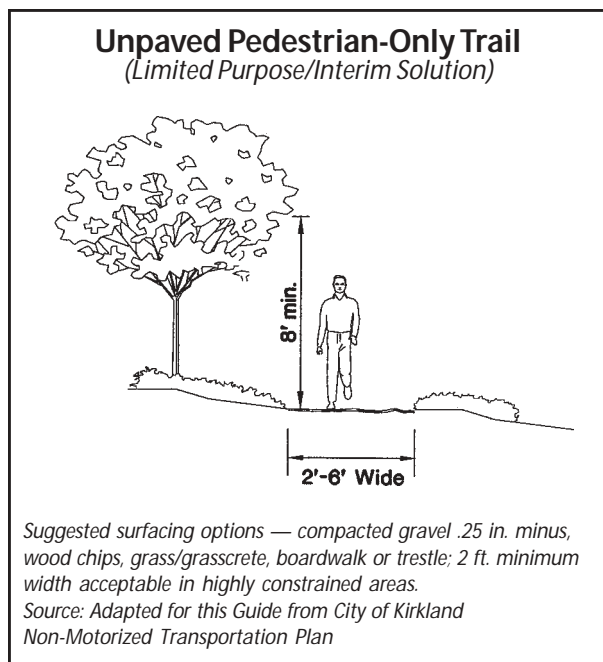 Unpaved Pedestrian-Only Trail
(Limited Purpose/Interim Solution)
8' min.
2'-6' Wide
Suggested surfacing options — compacted gravel .25 in. minus,
wood chips, grass/grasscrete, boardwalk or trestle; 2 ft. minimum
width acceptable in highly constrained areas.
Source: Adapted for this Guide from City of Kirkland
Non-Motorized Transportation Plan